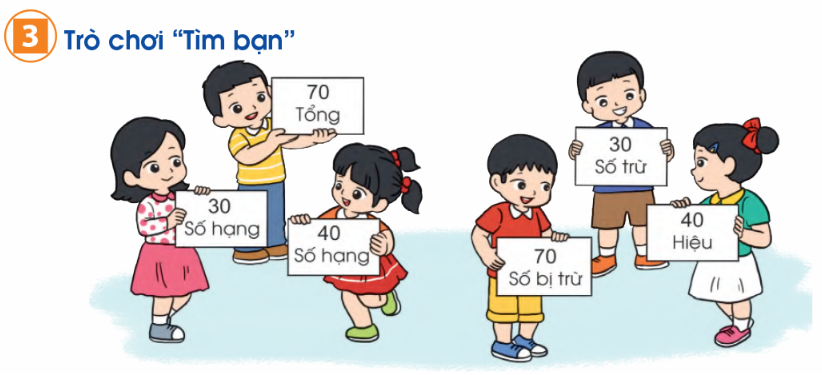 3 Trò chơi “Tìm bạn”
70
Tổng
30
Số hạng
40
Số hạng
30
Số trừ
70
Số bị trừ
40
Hiệu